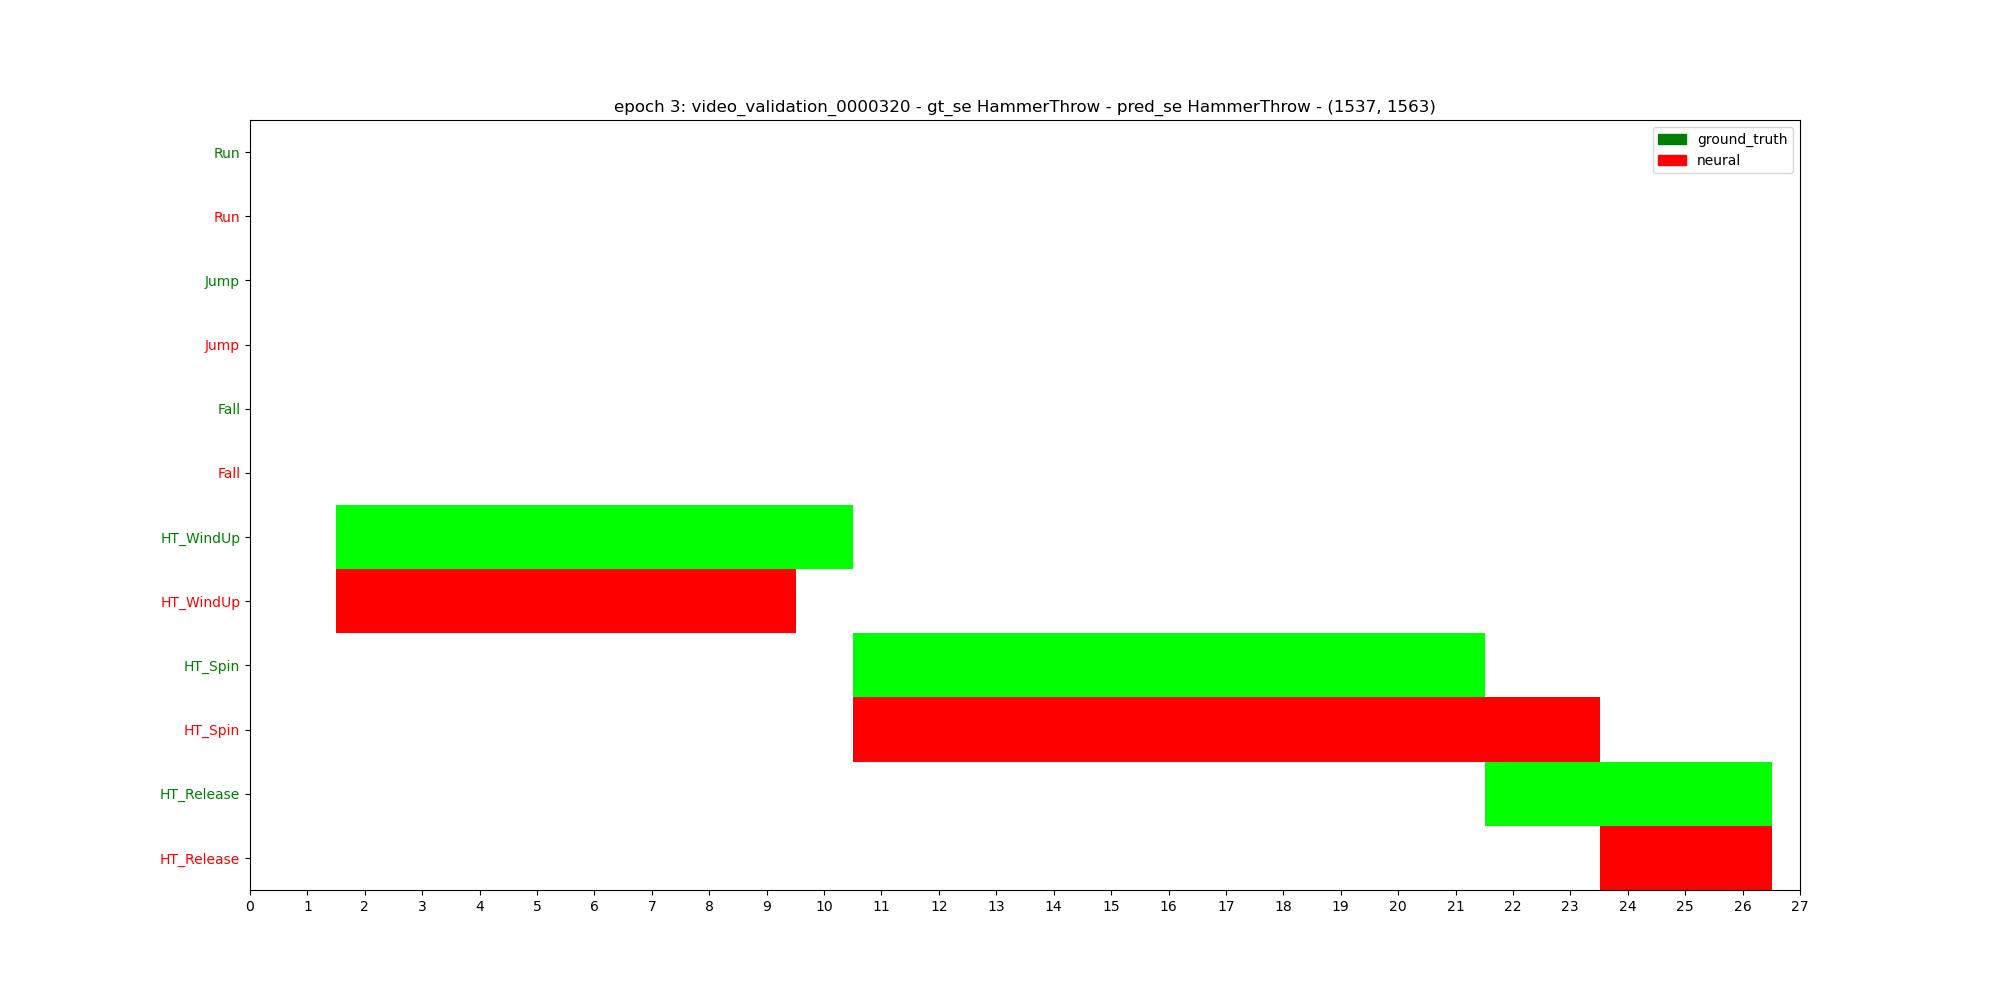 epoch 3: video_validation_0000320 - gt_se HammerThrow - pred_se HammerThrow - (1537, 1563)
ground_truth
neural
Run
Run
Jump
Jump
Fall
Fall
HT_WindUp
HT_WindUp
HT_Spin
HT_Spin
HT_Release
HT_Release
0 1 2 3 4 5 6 7 8 9 10 11 12 13 14 15 16 17 18 19 20 21 22 23 24 25 26 27